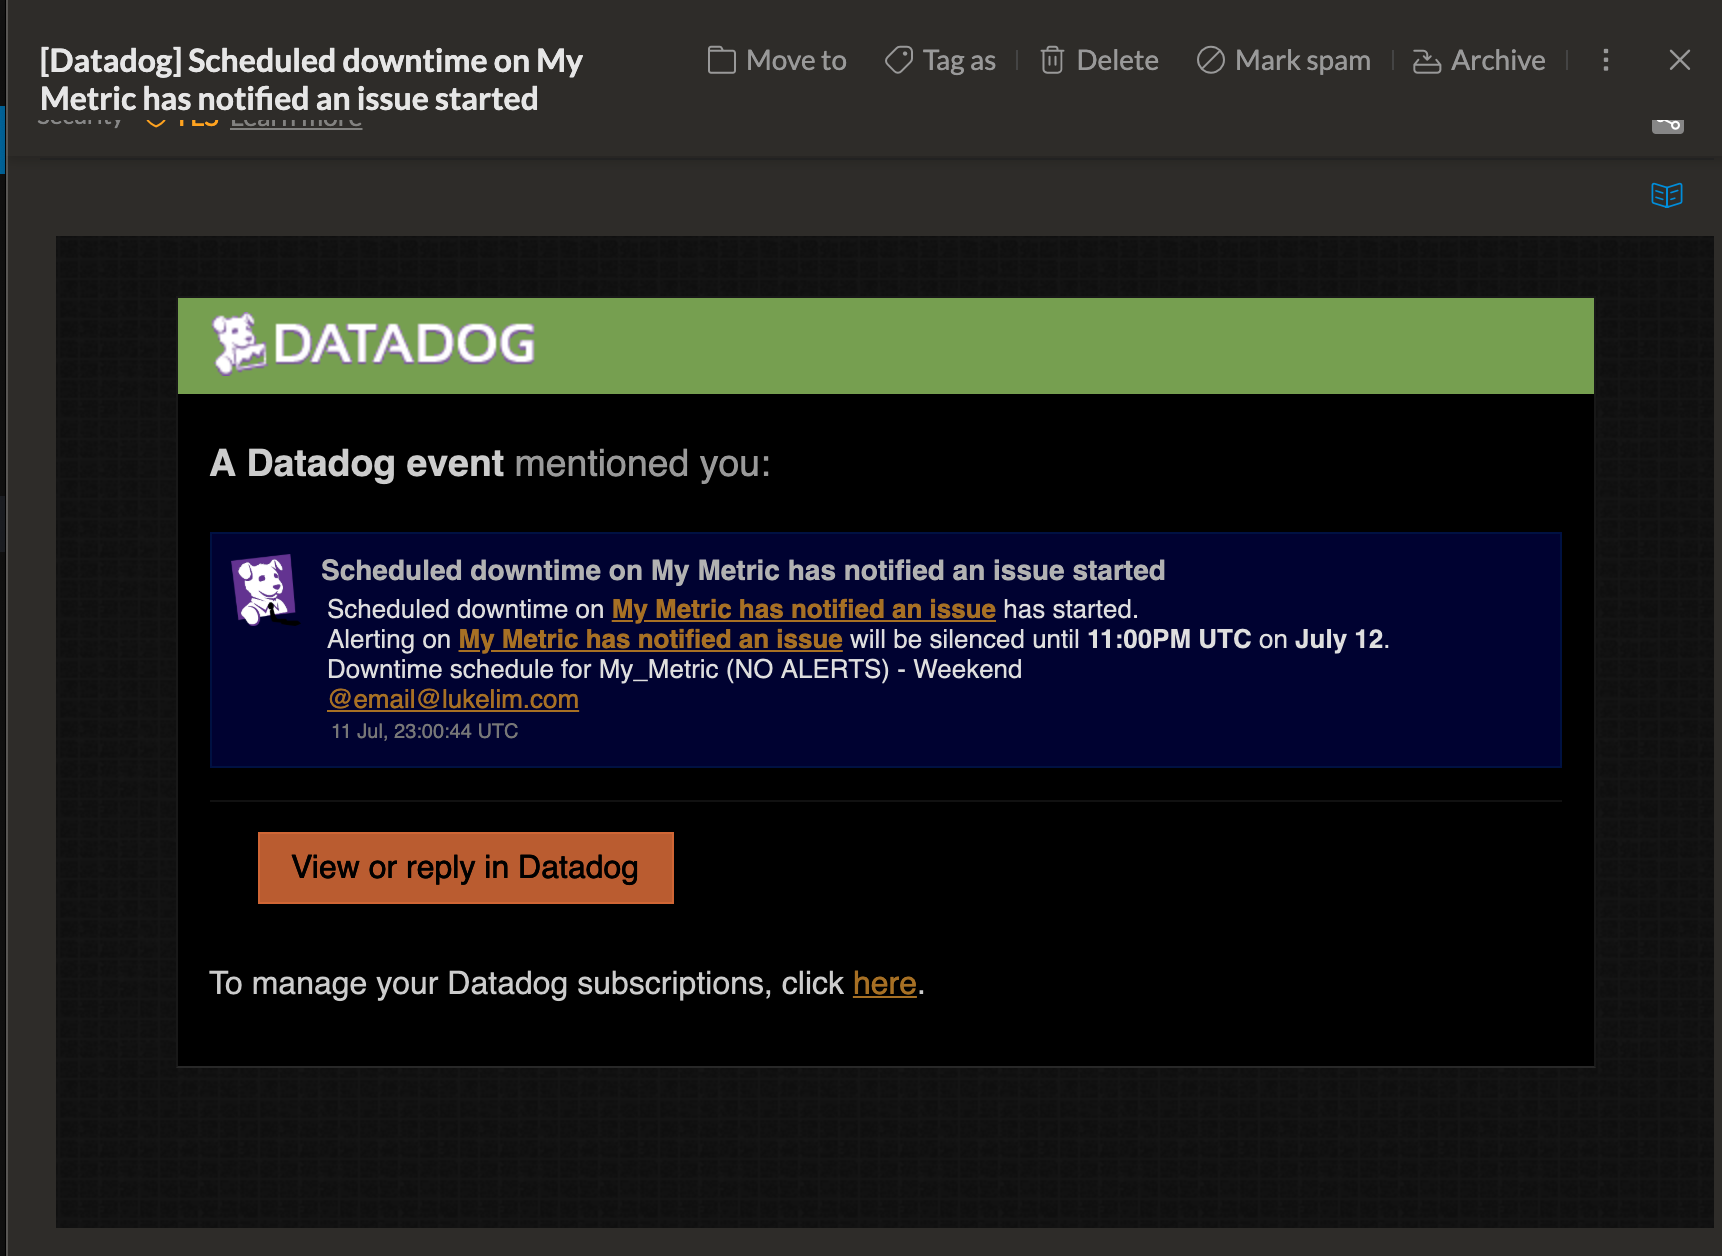 [Datadog] Scheduled downtime on My
Metric has notified an issue started
Move to
Tag as
Delete
Mark spam
Archive
Security YES Learn more
DATADOG
A Datadog event mentioned you:
Scheduled downtime on My Metric has notified an issue started
Scheduled downtime on My Metric has notified an issue has started.
Alerting on My Metric has notified an issue will be silenced until 11:00PM UTC on July 12.
Downtime schedule for My_Metric (NO ALERTS) - Weekend
@email@lukelim.com
11 Jul, 23:00:44 UTC
View or reply in Datadog
To manage your Datadog subscriptions, click here.